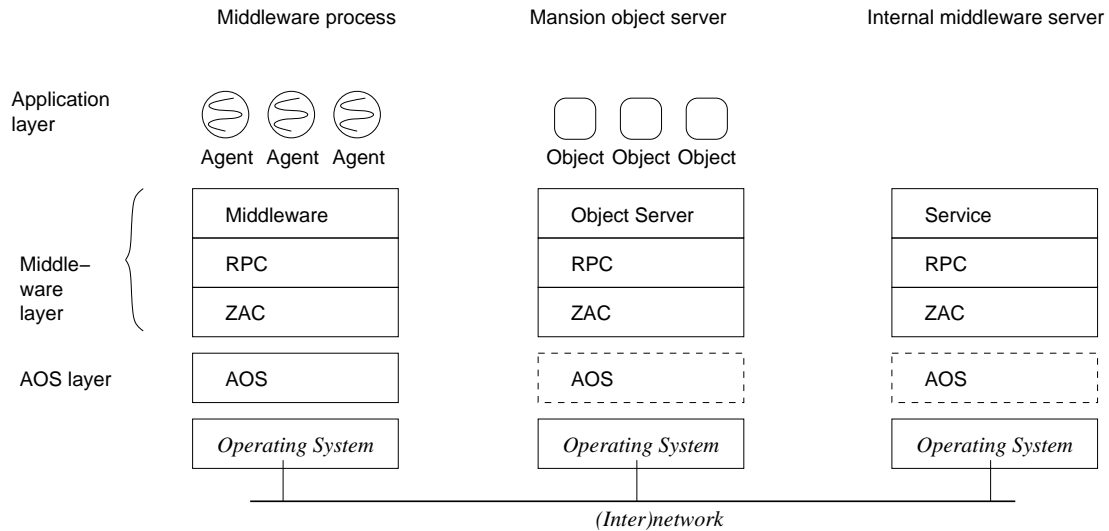 Middleware process Mansion object server Internal middleware server
Application
layer
Agent Agent Agent Object Object Object
Middleware Object Server Service
Middle–
ware
layer
RPC RPC RPC
ZAC ZAC ZAC
AOS layer AOS AOS AOS
Operating System Operating System Operating System
(Inter)network